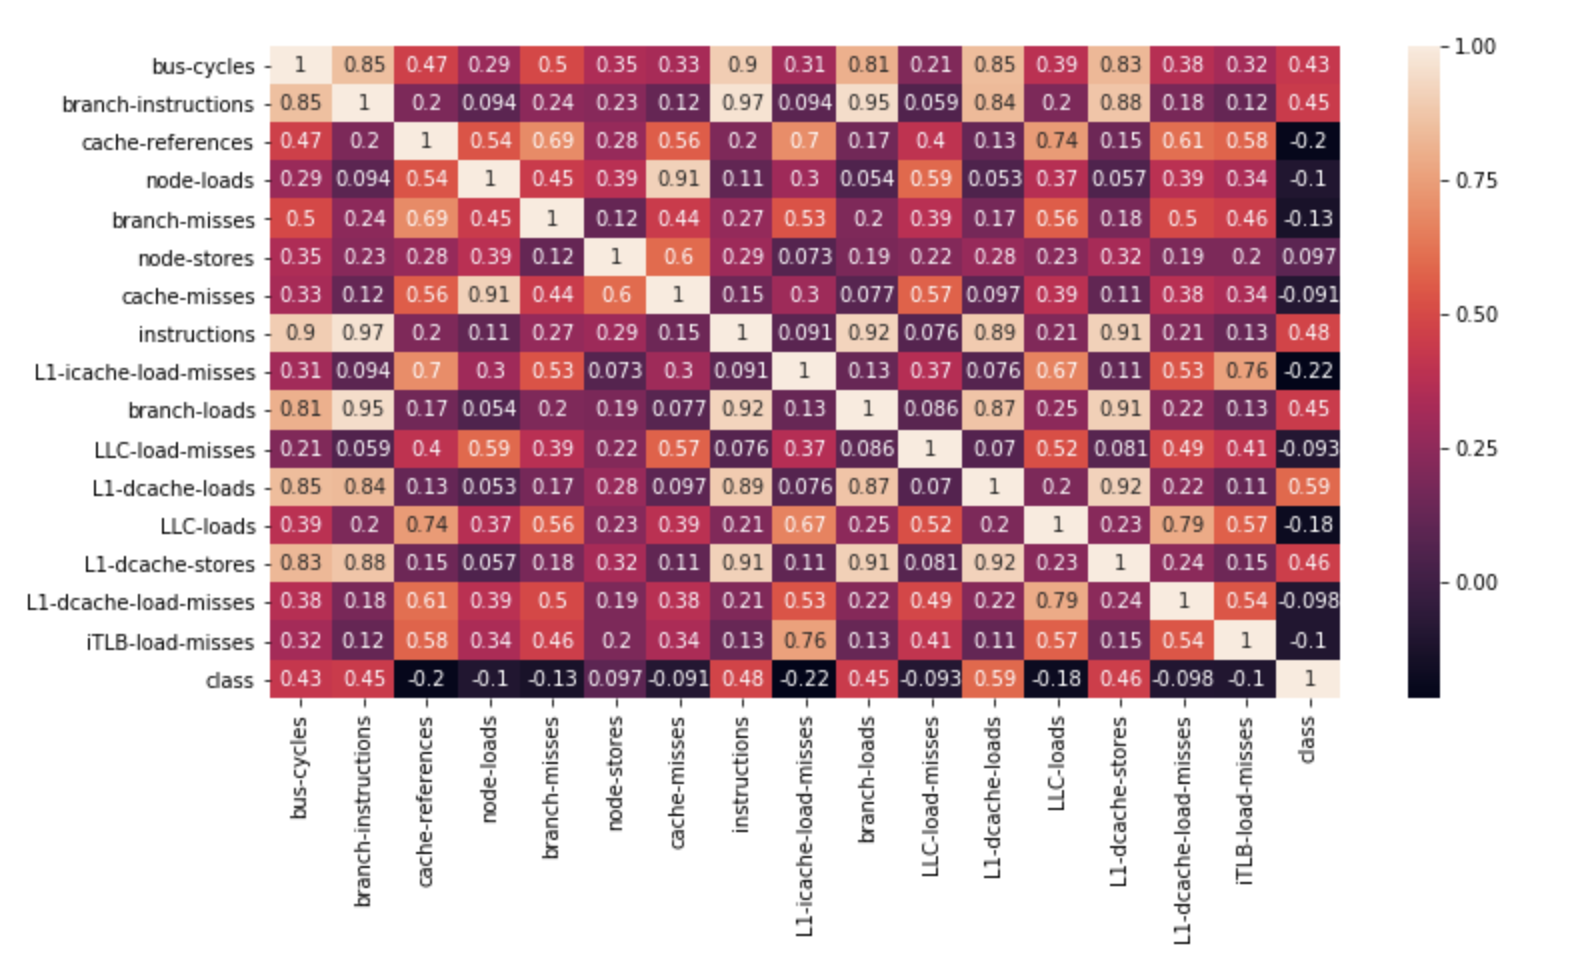 bus-cycles 1 0.85 0.47 0.29 0.5 0.35 0.33 0.9 0.31 0.81 0.21 0.85 0.39 0.83 0.38 0.32 0.43
branch-instructions 0.85 1 0.2 0.094 0.24 0.23 0.12 0.97 0.094 0.95 0.059 0.84 0.2 0.88 0.18 0.12 0.45
cache-references 0.47 0.2 1 0.54 0.69 0.28 0.56 0.2 0.7 0.17 0.4 0.13 0.74 0.15 0.61 0.58 -0.2
node-loads 0.29 0.094 0.54 1 0.45 0.39 0.91 0.11 0.3 0.054 0.59 0.053 0.37 0.057 0.39 0.34 -0.1
branch-misses 0.5 0.24 0.69 0.45 1 0.12 0.44 0.27 0.53 0.2 0.39 0.17 0.56 0.18 0.5 0.46 -0.13
node-stores 0.35 0.23 0.28 0.39 0.12 1 0.6 0.29 0.073 0.19 0.22 0.28 0.23 0.32 0.19 0.2 0.097
cache-misses 0.33 0.12 0.56 0.91 0.44 0.6 1 0.15 0.3 0.077 0.57 0.097 0.39 0.11 0.38 0.34 -0.091
instructions 0.9 0.97 0.2 0.11 0.27 0.29 0.15 1 0.091 0.92 0.076 0.89 0.21 0.91 0.21 0.13 0.48
L1-icache-load-misses 0.31 0.094 0.7 0.3 0.53 0.073 0.3 0.091 1 0.13 0.37 0.076 0.67 0.11 0.53 0.76 -0.22
branch-loads 0.81 0.95 0.17 0.054 0.2 0.19 0.077 0.92 0.13 1 0.086 0.87 0.25 0.91 0.22 0.13 0.45
LLC-load-misses 0.21 0.059 0.4 0.59 0.39 0.22 0.57 0.076 0.37 0.086 1 0.07 0.52 0.081 0.49 0.41 -0.093
L1-dcache-loads 0.85 0.84 0.13 0.053 0.17 0.28 0.097 0.89 0.076 0.87 0.07 1 0.2 0.92 0.22 0.11 0.59
LLC-loads 0.39 0.2 0.74 0.37 0.56 0.23 0.39 0.21 0.67 0.25 0.52 0.2 1 0.23 0.79 0.57 -0.18
L1-dcache-stores 0.83 0.88 0.15 0.057 0.18 0.32 0.11 0.91 0.11 0.91 0.081 0.92 0.23 1 0.24 0.15 0.46
L1-dcache-load-misses 0.38 0.18 0.61 0.39 0.5 0.19 0.38 0.21 0.53 0.22 0.49 0.22 0.79 0.24 1 0.54 -0.098
iTLB-load-misses 0.32 0.12 0.58 0.34 0.46 0.2 0.34 0.13 0.76 0.13 0.41 0.11 0.57 0.15 0.54 1 -0.1
class 0.43 0.45 -0.2 -0.1 -0.13 0.097 -0.091 0.48 -0.22 0.45 -0.093 0.59 -0.18 0.46 -0.098 -0.1 1
bus-cycles
branch-instructions
cache-references
node-loads
branch-misses
node-stores
cache-misses
instructions
L1-icache-load-misses
branch-loads
LLC-load-misses
L1-dcache-loads
LLC-loads
L1-dcache-stores
L1-dcache-load-misses
iTLB-load-misses
class
1.00
0.75
0.50
0.25
0.00